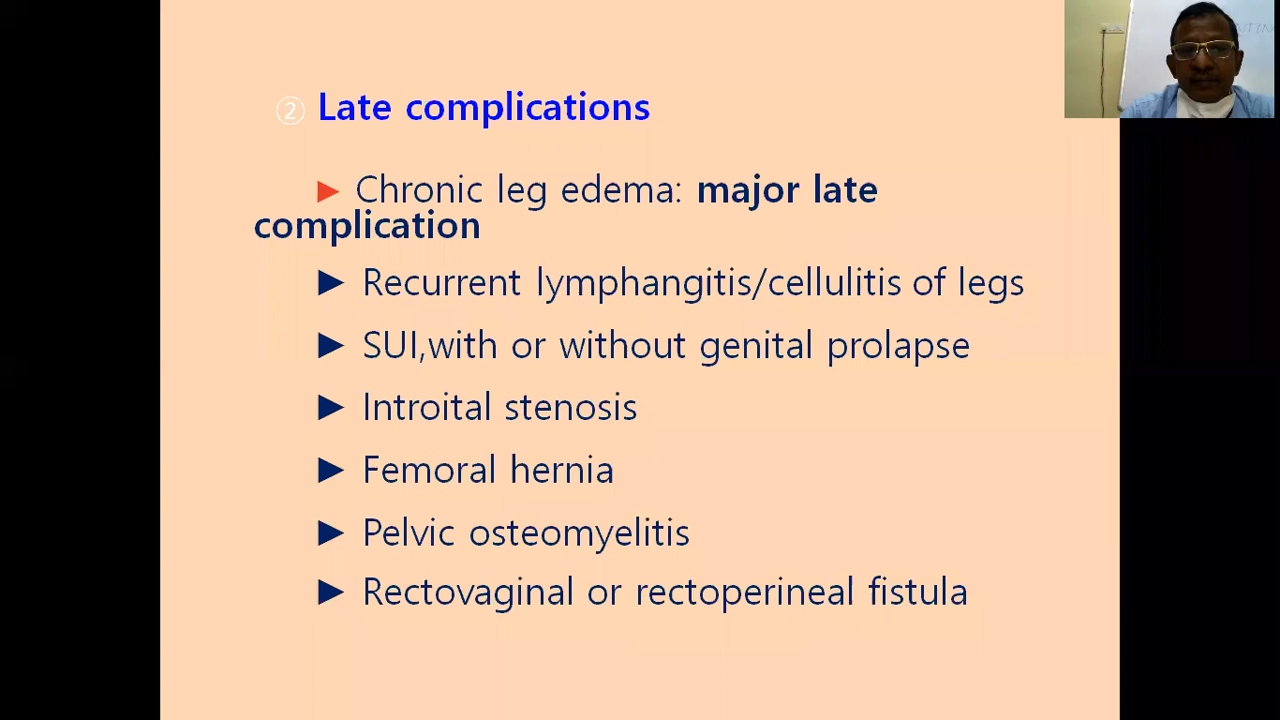 ② Late complications
► Chronic leg edema: major late
complication
► Recurrent lymphangitis/cellulitis of legs
► SUI,with or without genital prolapse
► Introital stenosis
► Femoral hernia
► Pelvic osteomyelitis
► Rectovaginal or rectoperineal fistula